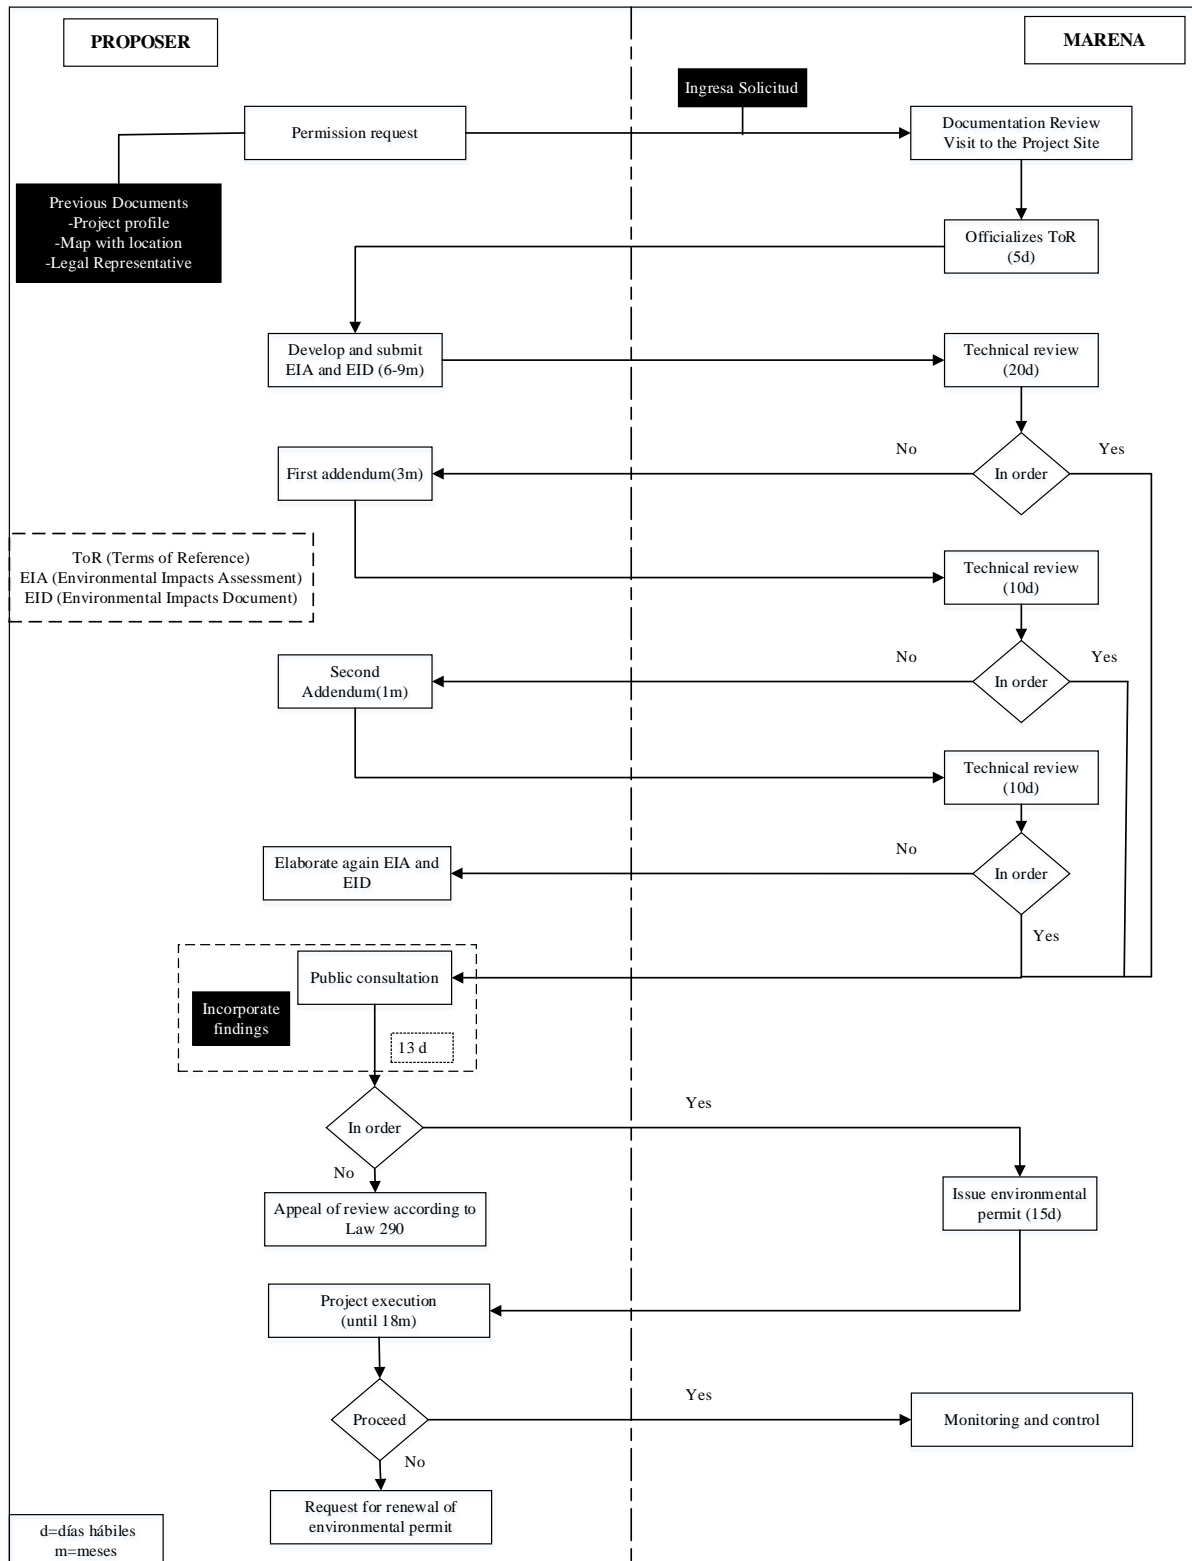 PROPOSER
MARENA
Ingresa Solicitud
Permission request
Documentation Review
Visit to the Project Site
Previous Documents
-Project profile
-Map with location
-Legal Representative
Officializes ToR
(5d)
Develop and submit
EIA and EID (6-9m)
Technical review
(20d)
No
Yes
First addendum(3m)
In order
ToR (Terms of Reference)
EIA (Environmental Impacts Assessment)
EID (Environmental Impacts Document)
Technical review
(10d)
No
Yes
Second
Addendum(1m)
In order
Technical review
(10d)
No
Elaborate again EIA and
EID
In order
Yes
Public consultation
Incorporate
findings
13 d
Yes
In order
No
Appeal of review according to
Law 290
Issue environmental
permit (15d)
Project execution
(until 18m)
Yes
Proceed
Monitoring and control
No
Request for renewal of
environmental permit
d=días hábiles
m=meses